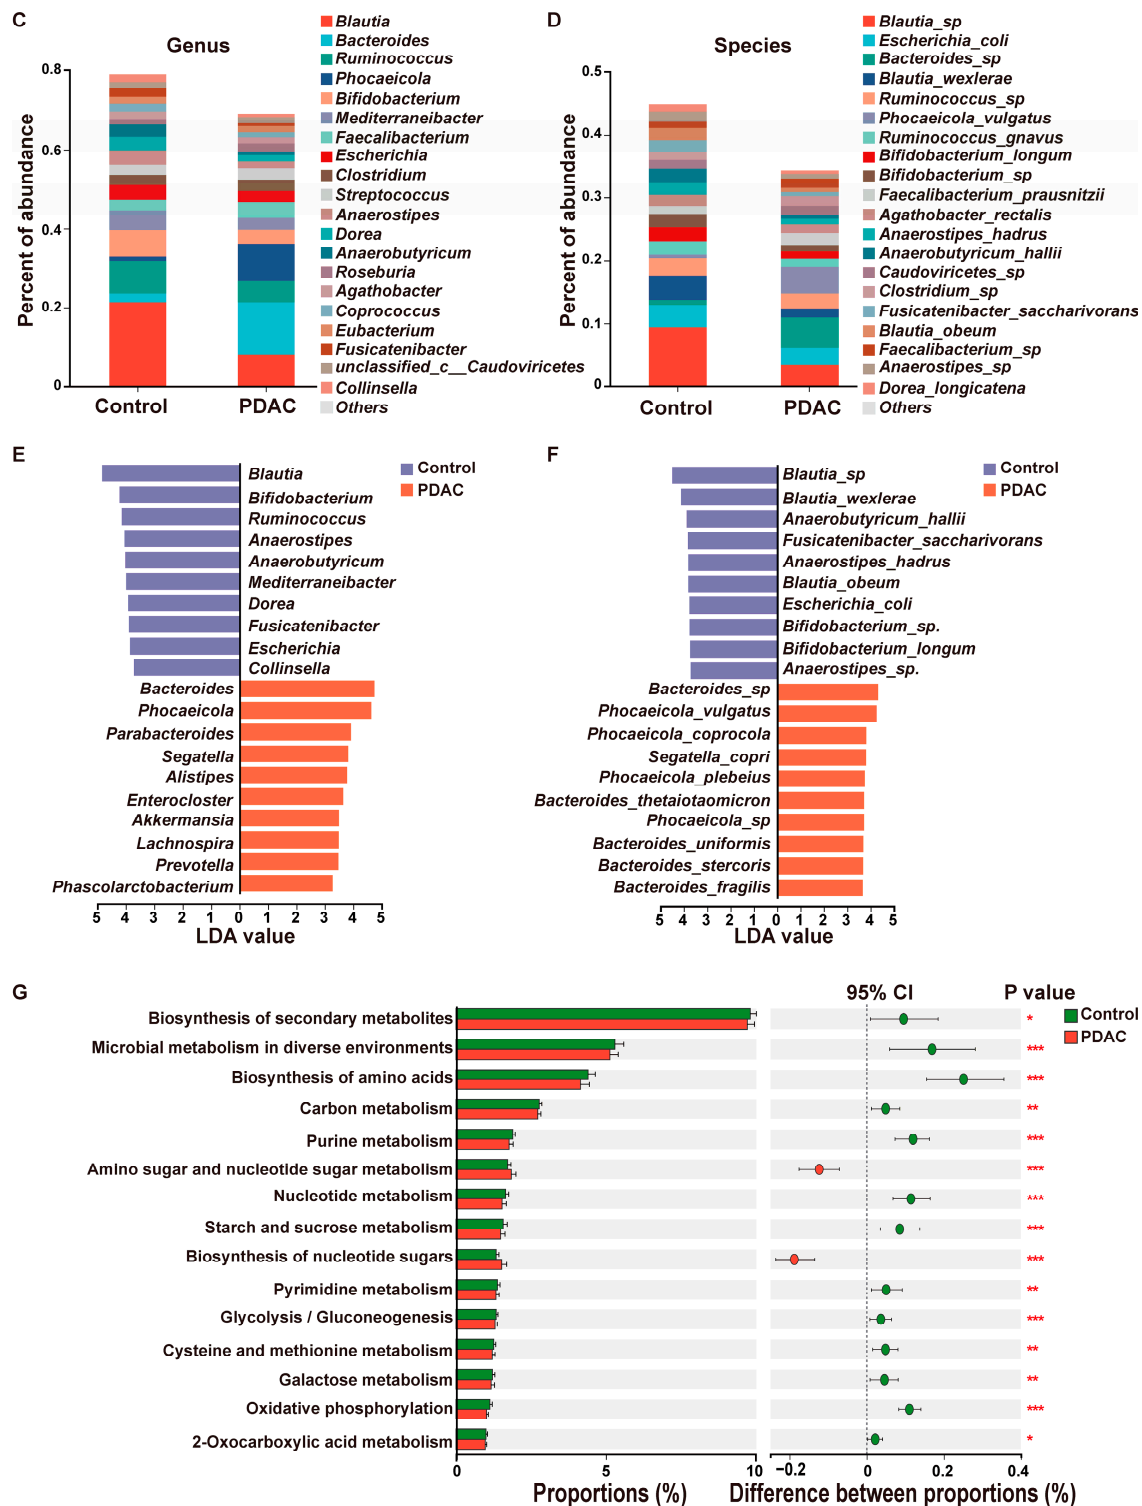 C
Genus
Percent of abundance
0.8
0.6
0.4
0.2
0
Control
PDAC
Blautia
Bacteroides
Ruminococcus
Phocaeicola
Bifidobacterium
Mediterraneibacter
Faecalibacterium
Escherichia
Clostridium
Streptococcus
Anaerostipes
Dorea
Anaerobutyricum
Roseburia
Agathobacter
Coprococcus
Eubacterium
Fusicatenibacter
unclassified_c__Caudoviricetes
Collinsella
Others
D
Species
Percent of abundance
0.5
0.4
0.3
0.2
0.1
0
Control
PDAC
Blautia_sp
Escherichia_coli
Bacteroides_sp
Blautia_wexlerae
Ruminococcus_sp
Phocaeicola_vulgatus
Ruminococcus_gnavus
Bifidobacterium_longum
Bifidobacterium_sp
Faecalibacterium_prausnitzii
Agathobacter_rectalis
Anaerostipes_hadrus
Anaerobutyricum_hallii
Caudoviricetes_sp
Clostridium_sp
Fusicatenibacter_saccharivorans
Blautia_obeum
Faecalibacterium_sp
Anaerostipes_sp
Dorea_longicatena
Others
E
Control
PDAC
Blautia
Bifidobacterium
Ruminococcus
Anaerostipes
Anaerobutyricum
Mediterraneibacter
Dorea
Fusicatenibacter
Escherichia
Collinsella
Bacteroides
Phocaeicola
Parabacteroides
Segatella
Alistipes
Enterocloster
Akkermansia
Lachnospira
Prevotella
Phascolarctobacterium
5 4 3 2 1 0 1 2 3 4 5
LDA value
F
Control
PDAC
Blautia_sp
Blautia_wexlerae
Anaerobutyricum_hallii
Fusicatenibacter_saccharivorans
Anaerostipes_hadrus
Blautia_obeum
Escherichia_coli
Bifidobacterium_sp.
Bifidobacterium_longum
Anaerostipes_sp.
Bacteroides_sp
Phocaeicola_vulgatus
Phocaeicola_coprocola
Segatella_copri
Phocaeicola_plebeius
Bacteroides_thetaiotaomicron
Phocaeicola_sp
Bacteroides_uniformis
Bacteroides_stercoris
Bacteroides_fragilis
5 4 3 2 1 0 1 2 3 4 5
LDA value
G
95% CI
P value
Control
PDAC
Biosynthesis of secondary metabolites *
Microbial metabolism in diverse environments ***
Biosynthesis of amino acids ***
Carbon metabolism **
Purine metabolism ***
Amino sugar and nucleotide sugar metabolism ***
Nucleotide metabolism ***
Starch and sucrose metabolism ***
Biosynthesis of nucleotide sugars ***
Pyrimidine metabolism **
Glycolysis / Gluconeogenesis ***
Cysteine and methionine metabolism **
Galactose metabolism **
Oxidative phosphorylation ***
2-Oxocarboxylic acid metabolism *
0 5 10
Proportions (%)
−0.2 0 0.2 0.4
Difference between proportions (%)